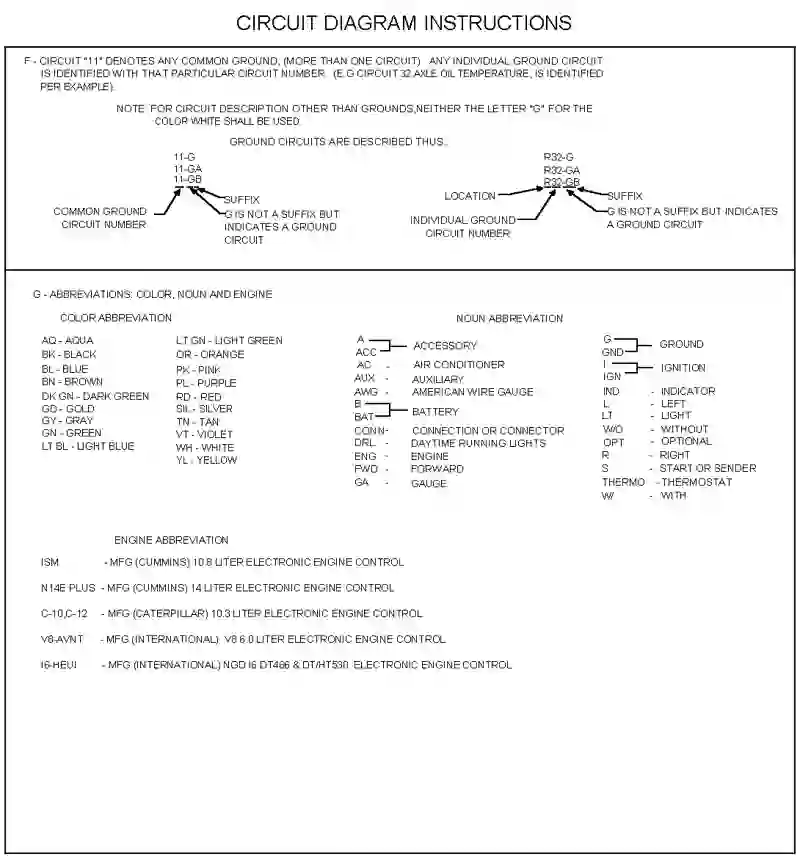 CIRCUIT DIAGRAM INSTRUCTIONS
F - CIRCUIT "11" DENOTES ANY COMMON GROUND, (MORE THAN ONE CIRCUIT) ANY INDIVIDUAL GROUND CIRCUIT
IS IDENTIFIED WITH THAT PARTICULAR CIRCUIT NUMBER. (E.G CIRCUIT 32,AXLE OIL TEMPERATURE, IS IDENTIFIED
PER EXAMPLE).
NOTE FOR CIRCUIT DESCRIPTION OTHER THAN GROUNDS,NEITHER THE LETTER "G" FOR THE
COLOR WHITE SHALL BE USED.
GROUND CIRCUITS ARE DESCRIBED THUS..
11-G
11-GA
11-GB
SUFFIX
COMMON GROUND
CIRCUIT NUMBER
G IS NOT A SUFFIX BUT
INDICATES A GROUND
CIRCUIT
R32-G
R32-GA
R32-GB
LOCATION
SUFFIX
INDIVIDUAL GROUND
CIRCUIT NUMBER
G IS NOT A SUFFIX BUT INDICATES
A GROUND CIRCUIT
G - ABBREVIATIONS: COLOR, NOUN AND ENGINE
COLOR ABBREVIATION
AQ - AQUA
BK - BLACK
BL - BLUE
BN - BROWN
DK GN - DARK GREEN
GD - GOLD
GY - GRAY
GN - GREEN
LT BL - LIGHT BLUE
LT GN - LIGHT GREEN
OR - ORANGE
PK - PINK
PL - PURPLE
RD - RED
SIL - SILVER
TN - TAN
VT - VIOLET
WH - WHITE
YL - YELLOW
NOUN ABBREVIATION
A
ACC
ACCESSORY
AC - AIR CONDITIONER
AUX - AUXILIARY
AWG - AMERICAN WIRE GAUGE
B
BAT
BATTERY
CONN- CONNECTION OR CONNECTOR
DRL - DAYTIME RUNNING LIGHTS
ENG - ENGINE
FWD - FORWARD
GA - GAUGE
G
GND
GROUND
I
IGN
IGNITION
IND - INDICATOR
L - LEFT
LT - LIGHT
W/O - WITHOUT
OPT - OPTIONAL
R - RIGHT
S - START OR SENDER
THERMO -THERMOSTAT
W/ - WITH
ENGINE ABBREVIATION
ISM - MFG (CUMMINS) 10.8 LITER ELECTRONIC ENGINE CONTROL
N14E PLUS - MFG (CUMMINS) 14 LITER ELECTRONIC ENGINE CONTROL
C-10,C-12 - MFG (CATERPILLAR) 10.3 LITER ELECTRONIC ENGINE CONTROL
V8-AVNT - MFG (INTERNATIONAL) V8 6.0 LITER ELECTRONIC ENGINE CONTROL
I6-HEUI - MFG (INTERNATIONAL) NGD I6 DT466 & DT/HT530 ELECTRONIC ENGINE CONTROL